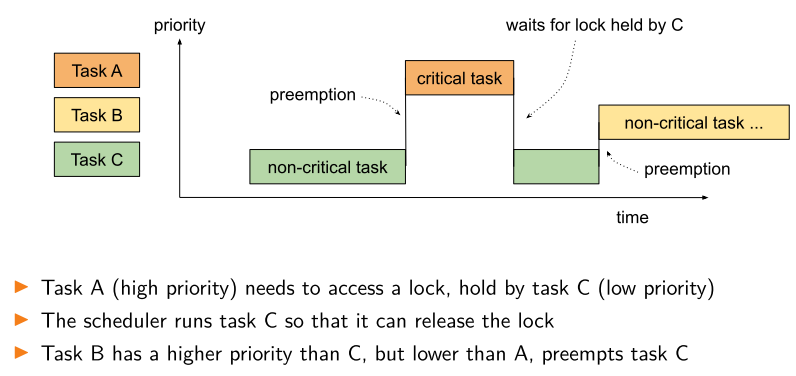 priority
waits for lock held by C
Task A
critical task
preemption
Task B
non-critical task ...
Task C
non-critical task
preemption
time
Task A (high priority) needs to access a lock, hold by task C (low priority)
The scheduler runs task C so that it can release the lock
Task B has a higher priority than C, but lower than A, preempts task C